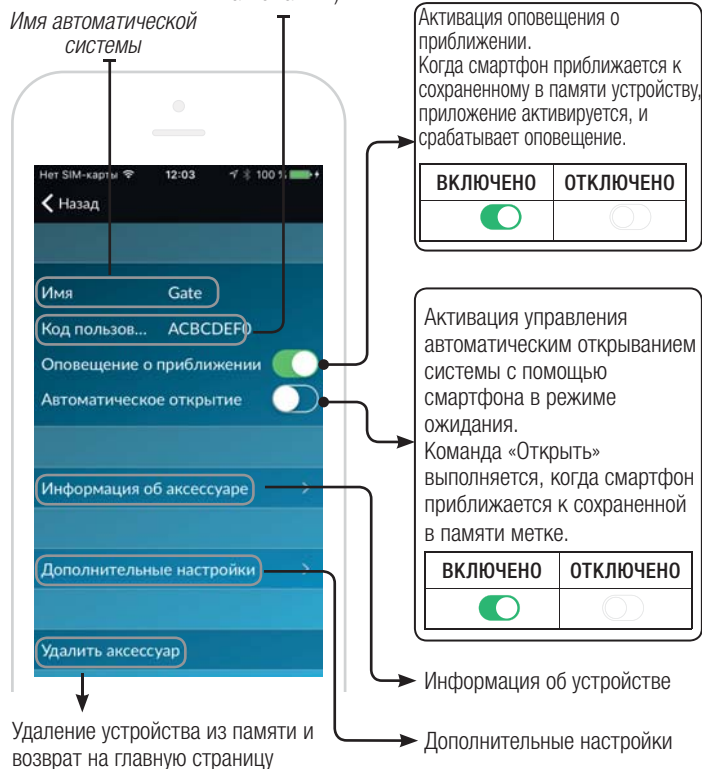 Имя автоматической
системы
Нет SIM-карты 12:03 100 %
Назад
Имя Gate
Код пользов... ACBCDEF0
Оповещение о приближении
Автоматическое открытие
Информация об аксессуаре
Дополнительные настройки
Удалить аксессуар
Удаление устройства из памяти и
возврат на главную страницу
Активация оповещения о
приближении.
Когда смартфон приближается к
сохраненному в памяти устройству,
приложение активируется, и
срабатывает оповещение.
ВКЛЮЧЕНО ОТКЛЮЧЕНО
Активация управления
автоматическим открыванием
системы с помощью
смартфона в режиме
ожидания.
Команда «Открыть»
выполняется, когда смартфон
приближается к сохраненной
в памяти метке.
ВКЛЮЧЕНО ОТКЛЮЧЕНО
Информация об устройстве
Дополнительные настройки